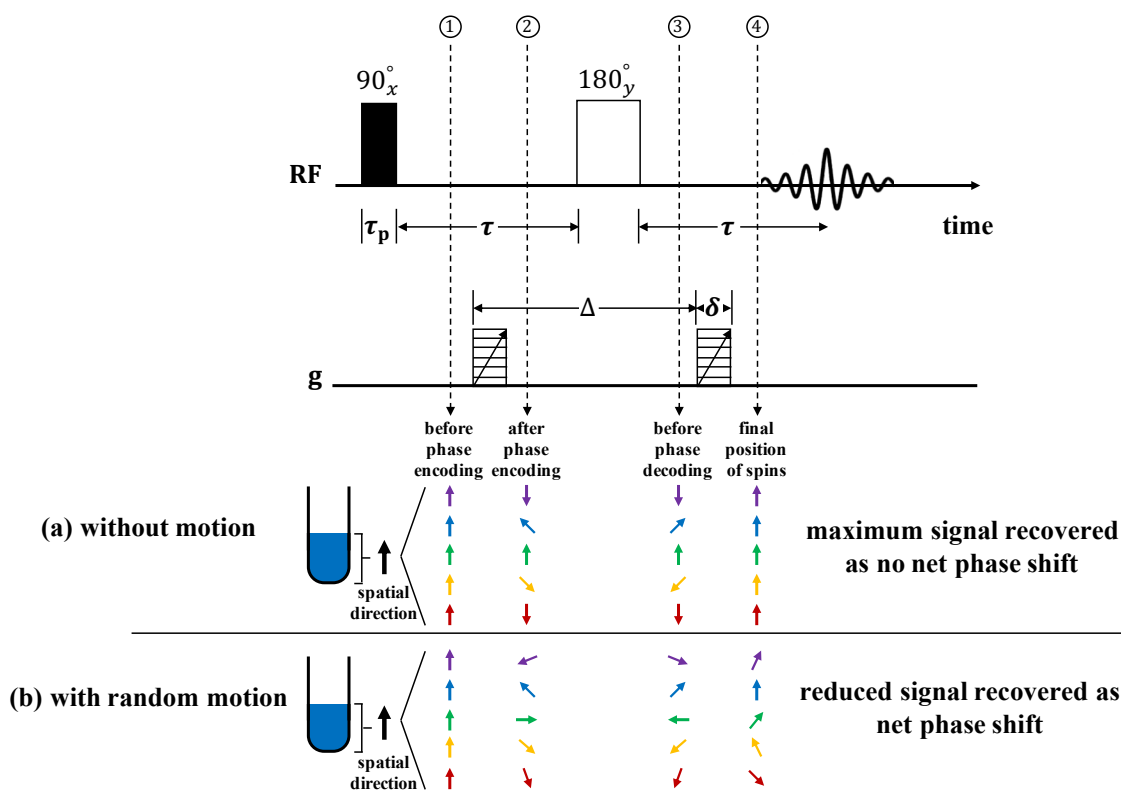 ① ② ③ ④
90°x 180°y
RF
τp τ τ time
Δ δ
g
before phase encoding
after phase encoding
before phase decoding
final position of spins
(a) without motion
spatial direction
maximum signal recovered
as no net phase shift
(b) with random motion
spatial direction
reduced signal recovered as
net phase shift